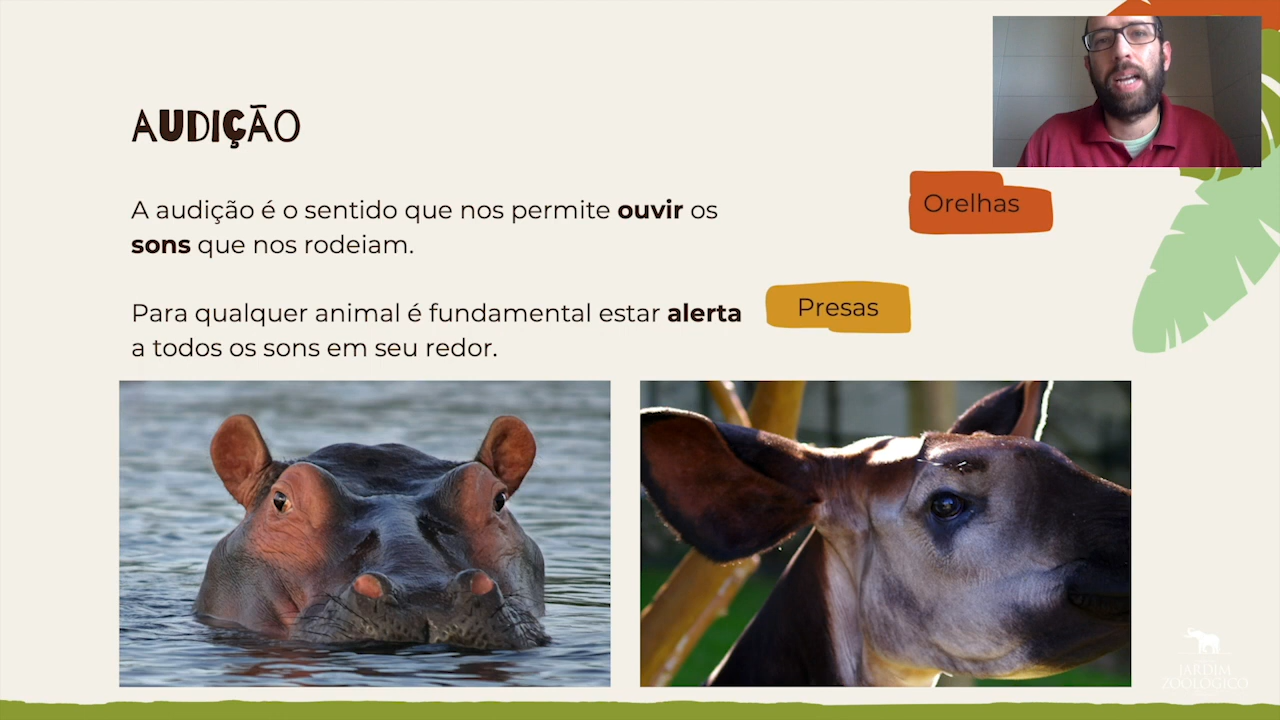 AUDIÇÃO
A audição é o sentido que nos permite ouvir os
sons que nos rodeiam.
Orelhas
Para qualquer animal é fundamental estar alerta
a todos os sons em seu redor.
Presas
JARDIM
ZOOLÓGICO